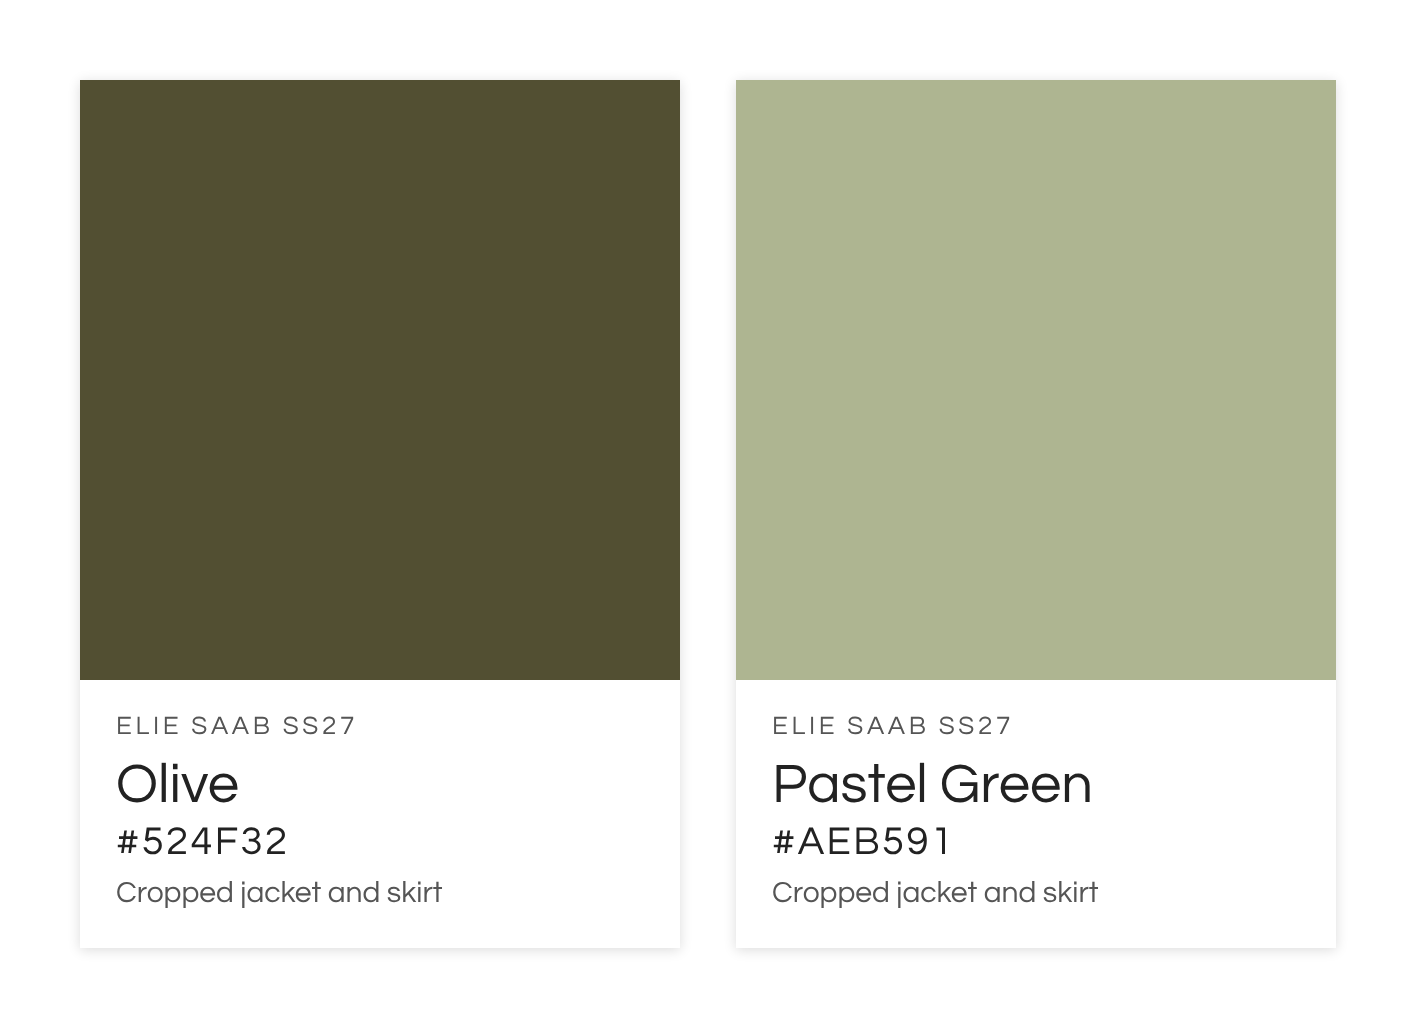 ELIE SAAB SS27
Olive
#524F32
Cropped jacket and skirt
ELIE SAAB SS27
Pastel Green
#AEB591
Cropped jacket and skirt